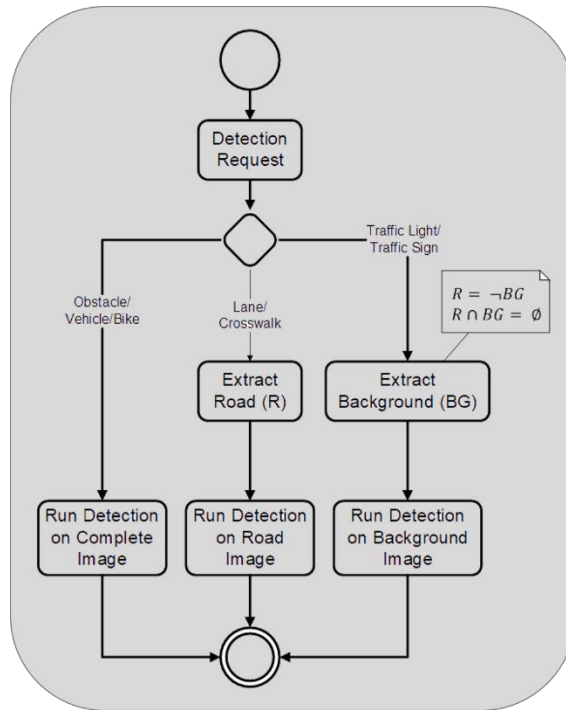 Detection
Request
Traffic Light/
Traffic Sign
Obstacle/
Vehicle/Bike
Lane/
Crosswalk
R = ¬BG
R ∩ BG = ∅
Extract
Road (R)
Extract
Background (BG)
Run Detection
on Complete
Image
Run Detection
on Road
Image
Run Detection
on Background
Image